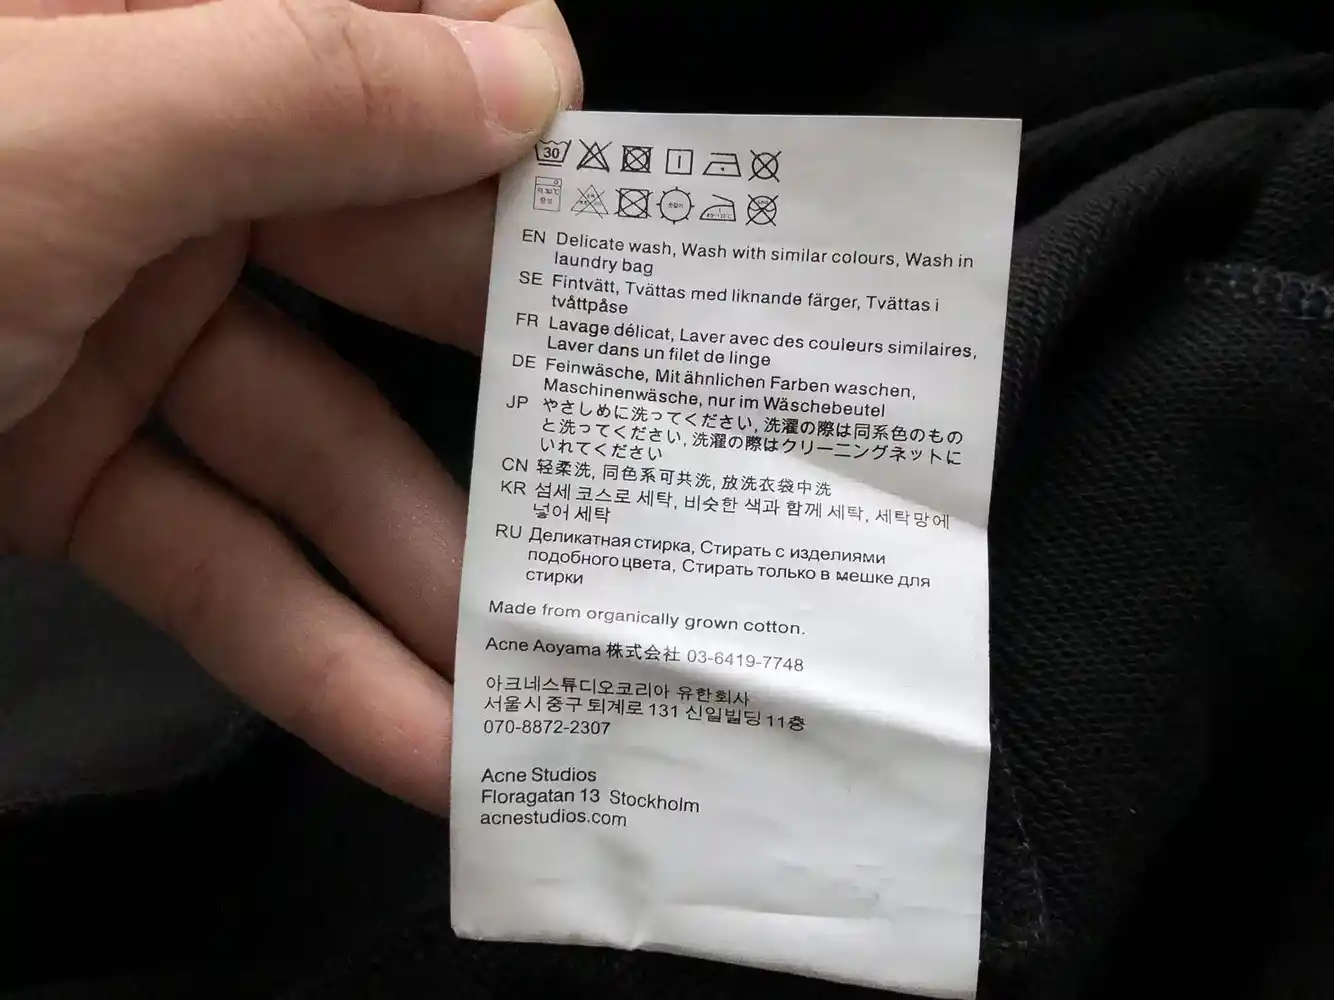 30
EN Delicate wash, Wash with similar colours, Wash in
laundry bag
SE Fintvätt, Tvättas med liknande färger, Tvättas i
tvåttpåse
FR Lavage délicat, Laver avec des couleurs similaires,
Laver dans un filet de linge
DE Feinwäsche, Mit ähnlichen Farben waschen,
Maschinenwäsche, nur im Wäschebeutel
JP やさしめに洗ってください, 洗濯の際は同系色のもの
と洗ってください, 洗濯の際はクリーニングネットに
いれてください
CN 轻柔洗, 同色系可共洗, 放洗衣袋中洗
KR 섬세 코스로 세탁, 비슷한 색과 함께 세탁, 세탁망에
넣어 세탁
RU Деликатная стирка, Стирать с изделиями
подобного цвета, Стирать только в мешке для
стирки
Made from organically grown cotton.
Acne Aoyama 株式会社 03-6419-7748
아크네스튜디오코리아 유한회사
서울시 중구 퇴계로 131 신일빌딩 11층
070-8872-2307
Acne Studios
Floragatan 13 Stockholm
acnestudios.com